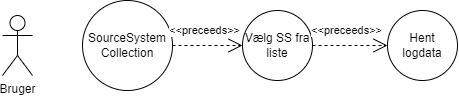 Bruger
SourceSystem
Collection
<<preceeds>>
Vælg SS fra
liste
<<preceeds>>
Hent
logdata